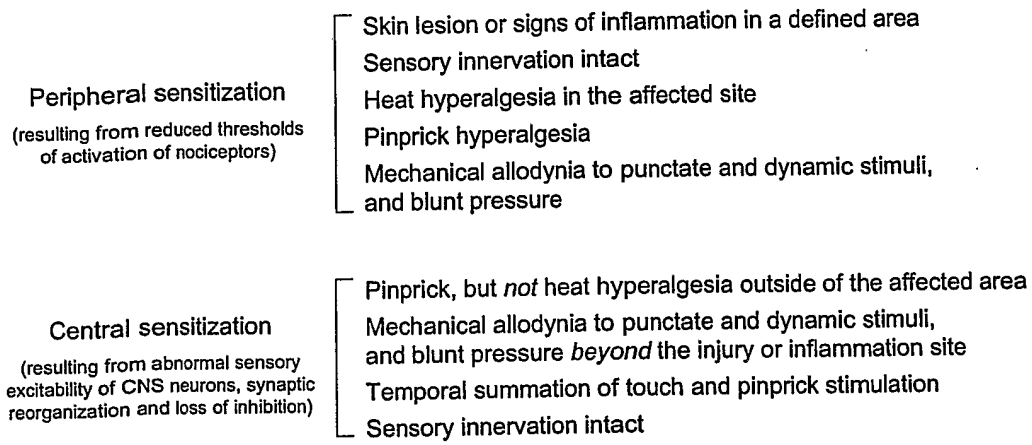 Peripheral sensitization
(resulting from reduced thresholds
of activation of nociceptors)
Skin lesion or signs of inflammation in a defined area
Sensory innervation intact
Heat hyperalgesia in the affected site
Pinprick hyperalgesia
Mechanical allodynia to punctate and dynamic stimuli,
and blunt pressure
Central sensitization
(resulting from abnormal sensory
excitability of CNS neurons, synaptic
reorganization and loss of inhibition)
Pinprick, but not heat hyperalgesia outside of the affected area
Mechanical allodynia to punctate and dynamic stimuli,
and blunt pressure beyond the injury or inflammation site
Temporal summation of touch and pinprick stimulation
Sensory innervation intact